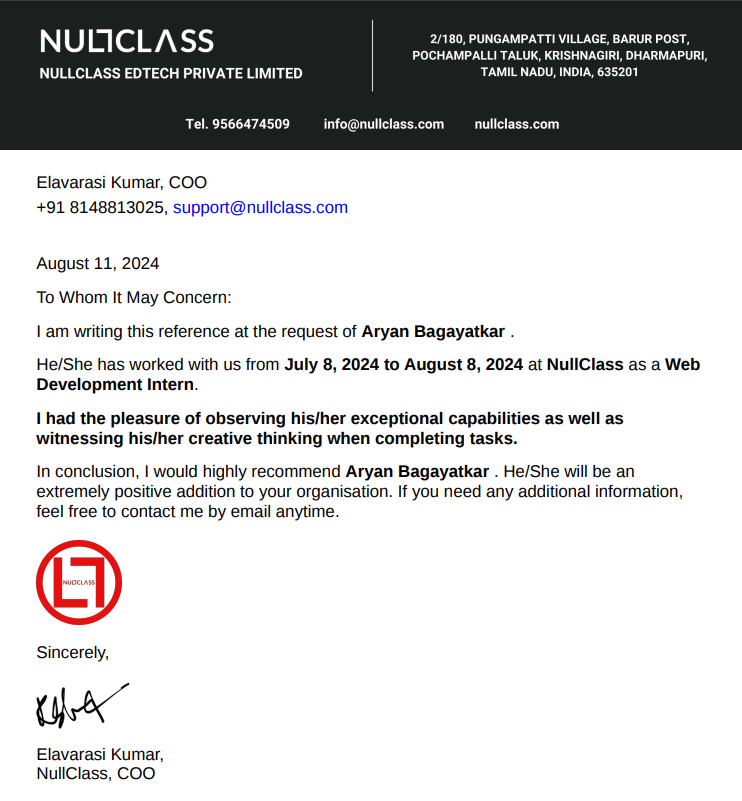 NULLCLASS
NULLCLASS EDTECH PRIVATE LIMITED
2/180, PUNGAMPATTI VILLAGE, BARUR POST,
POCHAMPALLI TALUK, KRISHNAGIRI, DHARMAPURI,
TAMIL NADU, INDIA, 635201
Tel. 9566474509 info@nullclass.com nullclass.com
Elavarasi Kumar, COO
+91 8148813025, support@nullclass.com
August 11, 2024
To Whom It May Concern:
I am writing this reference at the request of Aryan Bagayatkar .
He/She has worked with us from July 8, 2024 to August 8, 2024 at NullClass as a Web
Development Intern.
I had the pleasure of observing his/her exceptional capabilities as well as
witnessing his/her creative thinking when completing tasks.
In conclusion, I would highly recommend Aryan Bagayatkar . He/She will be an
extremely positive addition to your organisation. If you need any additional information,
feel free to contact me by email anytime.
NULLCLASS
Sincerely,
Elavarasi Kumar,
NullClass, COO